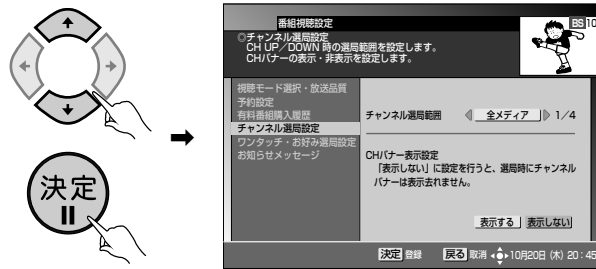 決定
番組視聴設定
BS 10
◎チャンネル選局設定
CH UP／DOWN 時の選局範囲を設定します。
CHバナーの表示・非表示を設定します。
視聴モード選択・放送品質
予約設定
有料番組購入履歴
チャンネル選局設定
ワンタッチ・お好み選局設定
お知らせメッセージ
チャンネル選局範囲 全メディア 1／4
CHバナー表示設定
「表示しない」に設定を行うと、選局時にチャンネル
バナーは表示去れません。
表示する 表示しない
決定 登録 戻る 取消 10月20日 (木) 20：45